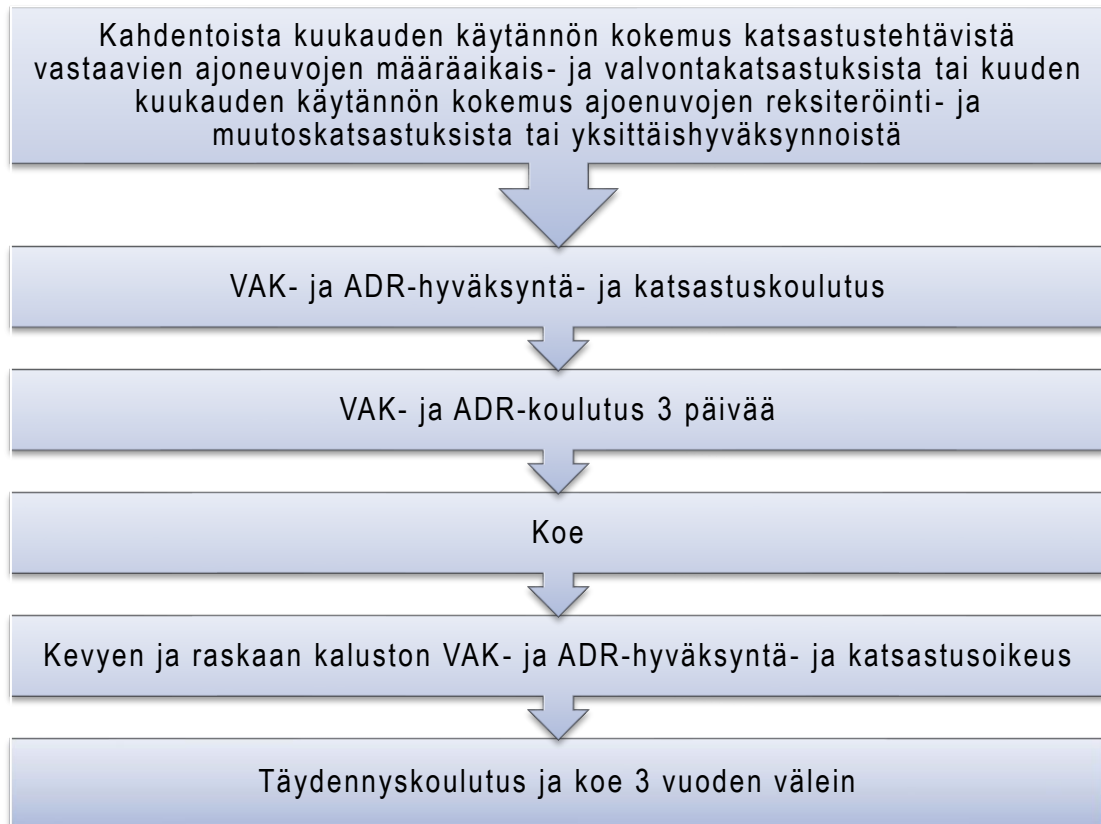 Kahdentoista kuukauden käytännön kokemus katsastustehtävistä
vastaavien ajoneuvojen määräaikais- ja valvontakatsastuksista tai kuuden
kuukauden käytännön kokemus ajoenuvojen reksiteröinti- ja
muutoskatsastuksista tai yksittäishyväksynnoistä
VAK- ja ADR-hyväksyntä- ja katsastuskoulutus
VAK- ja ADR-koulutus 3 päivää
Koe
Kevyen ja raskaan kaluston VAK- ja ADR-hyväksyntä- ja katsastusoikeus
Täydennyskoulutus ja koe 3 vuoden välein